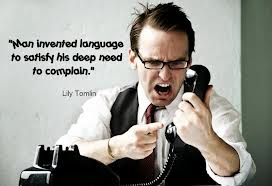 "Man invented language
to satisfy his deep need
to complain."
Lily Tomlin